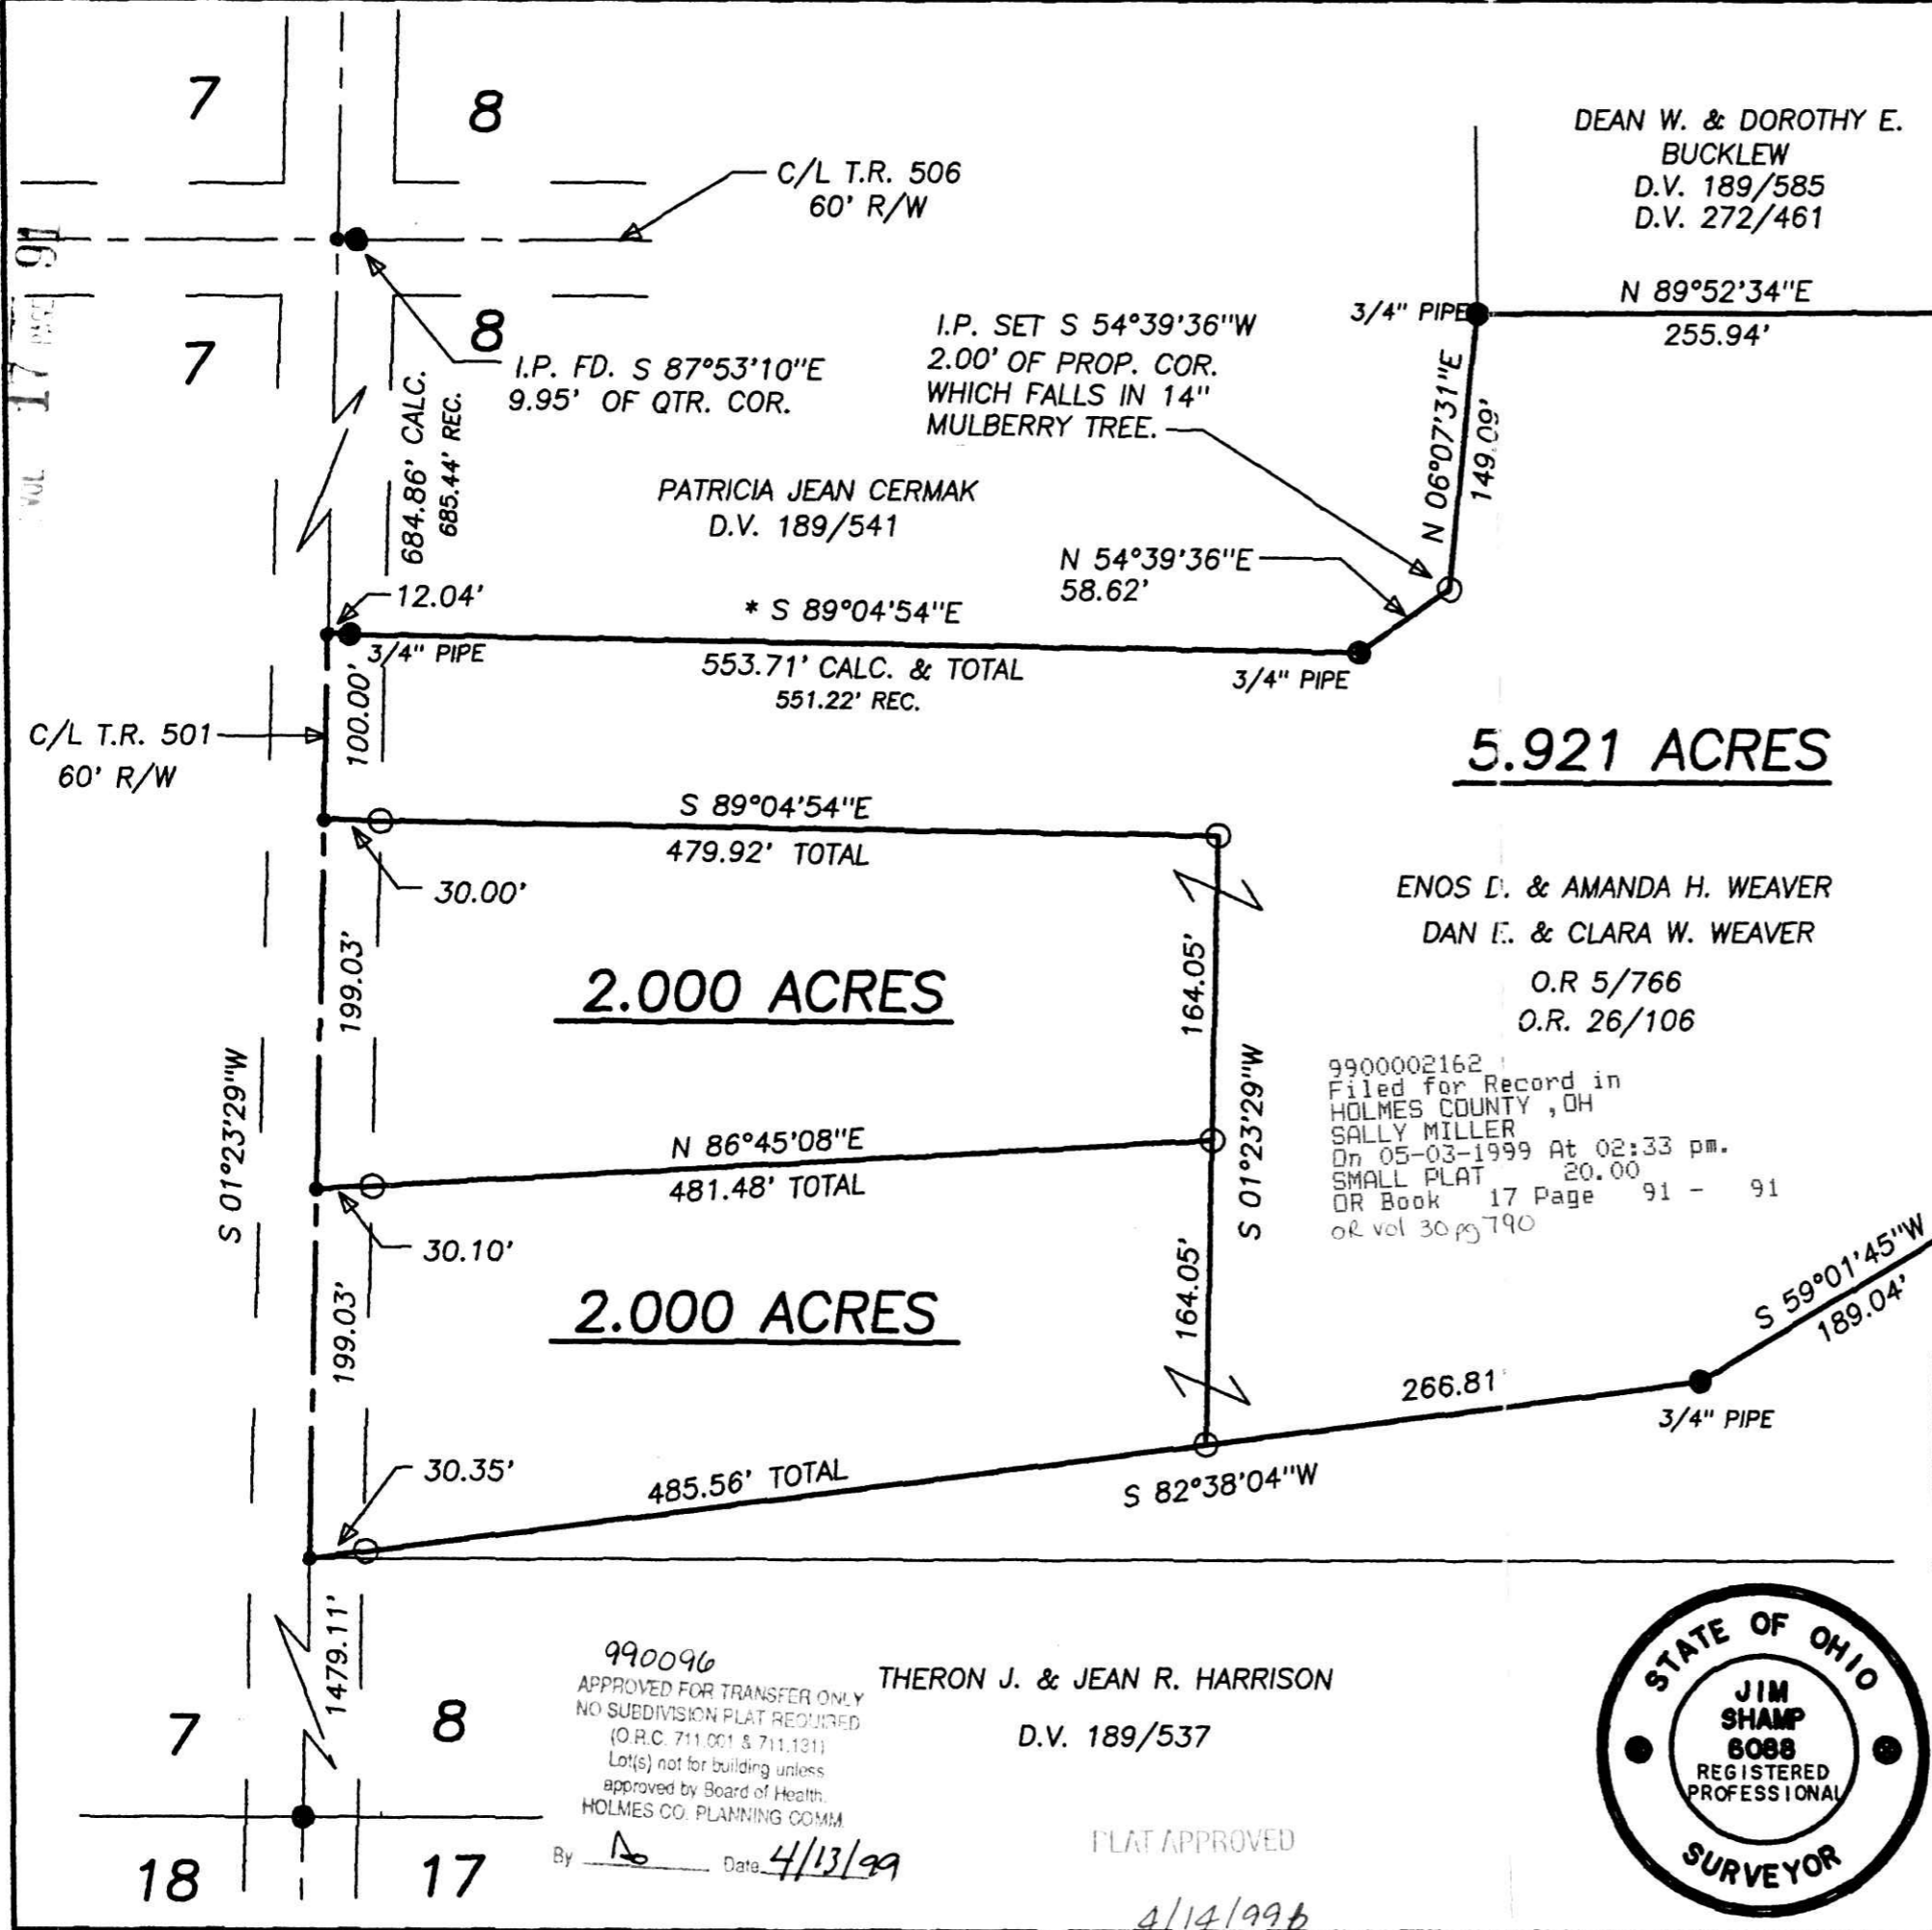 7
8
C/L T.R. 506
60' R/W
DEAN W. & DOROTHY E.
BUCKLEW
D.V. 189/585
D.V. 272/461
VOL 17 PAGE 91
7
8
I.P. FD. S 87°53'10"E
9.95' OF QTR. COR.
I.P. SET S 54°39'36"W
2.00' OF PROP. COR.
WHICH FALLS IN 14"
MULBERRY TREE.
3/4" PIPE
N 89°52'34"E
255.94'
N 06°07'31"E
149.09'
684.86' CALC.
685.44' REC.
PATRICIA JEAN CERMAK
D.V. 189/541
N 54°39'36"E
58.62'
12.04'
3/4" PIPE
* S 89°04'54"E
553.71' CALC. & TOTAL
551.22' REC.
3/4" PIPE
C/L T.R. 501
60' R/W
100.00'
5.921 ACRES
S 89°04'54"E
479.92' TOTAL
30.00'
ENOS D. & AMANDA H. WEAVER
DAN E. & CLARA W. WEAVER
O.R 5/766
O.R. 26/106
199.03'
2.000 ACRES
164.05'
S 01°23'29"W
S 01°23'29"W
9900002162
Filed for Record in
HOLMES COUNTY ,OH
SALLY MILLER
On 05-03-1999 At 02:33 pm.
SMALL PLAT 20.00
OR Book 17 Page 91 - 91
OR vol 30 pg 790
N 86°45'08"E
481.48' TOTAL
30.10'
199.03'
2.000 ACRES
164.05'
S 59°01'45"W
189.04'
266.81'
3/4" PIPE
30.35'
485.56' TOTAL
S 82°38'04"W
1479.11'
7
8
990096
APPROVED FOR TRANSFER ONLY
NO SUBDIVISION PLAT REQUIRED
(O.R.C. 711.001 & 711.131)
Lot(s) not for building unless
approved by Board of Health.
HOLMES CO. PLANNING COMM.
By Date 4/13/99
THERON J. & JEAN R. HARRISON
D.V. 189/537
PLAT APPROVED
4/14/99
STATE OF OHIO
JIM
SHAMP
6088
REGISTERED
PROFESSIONAL
SURVEYOR
18
17